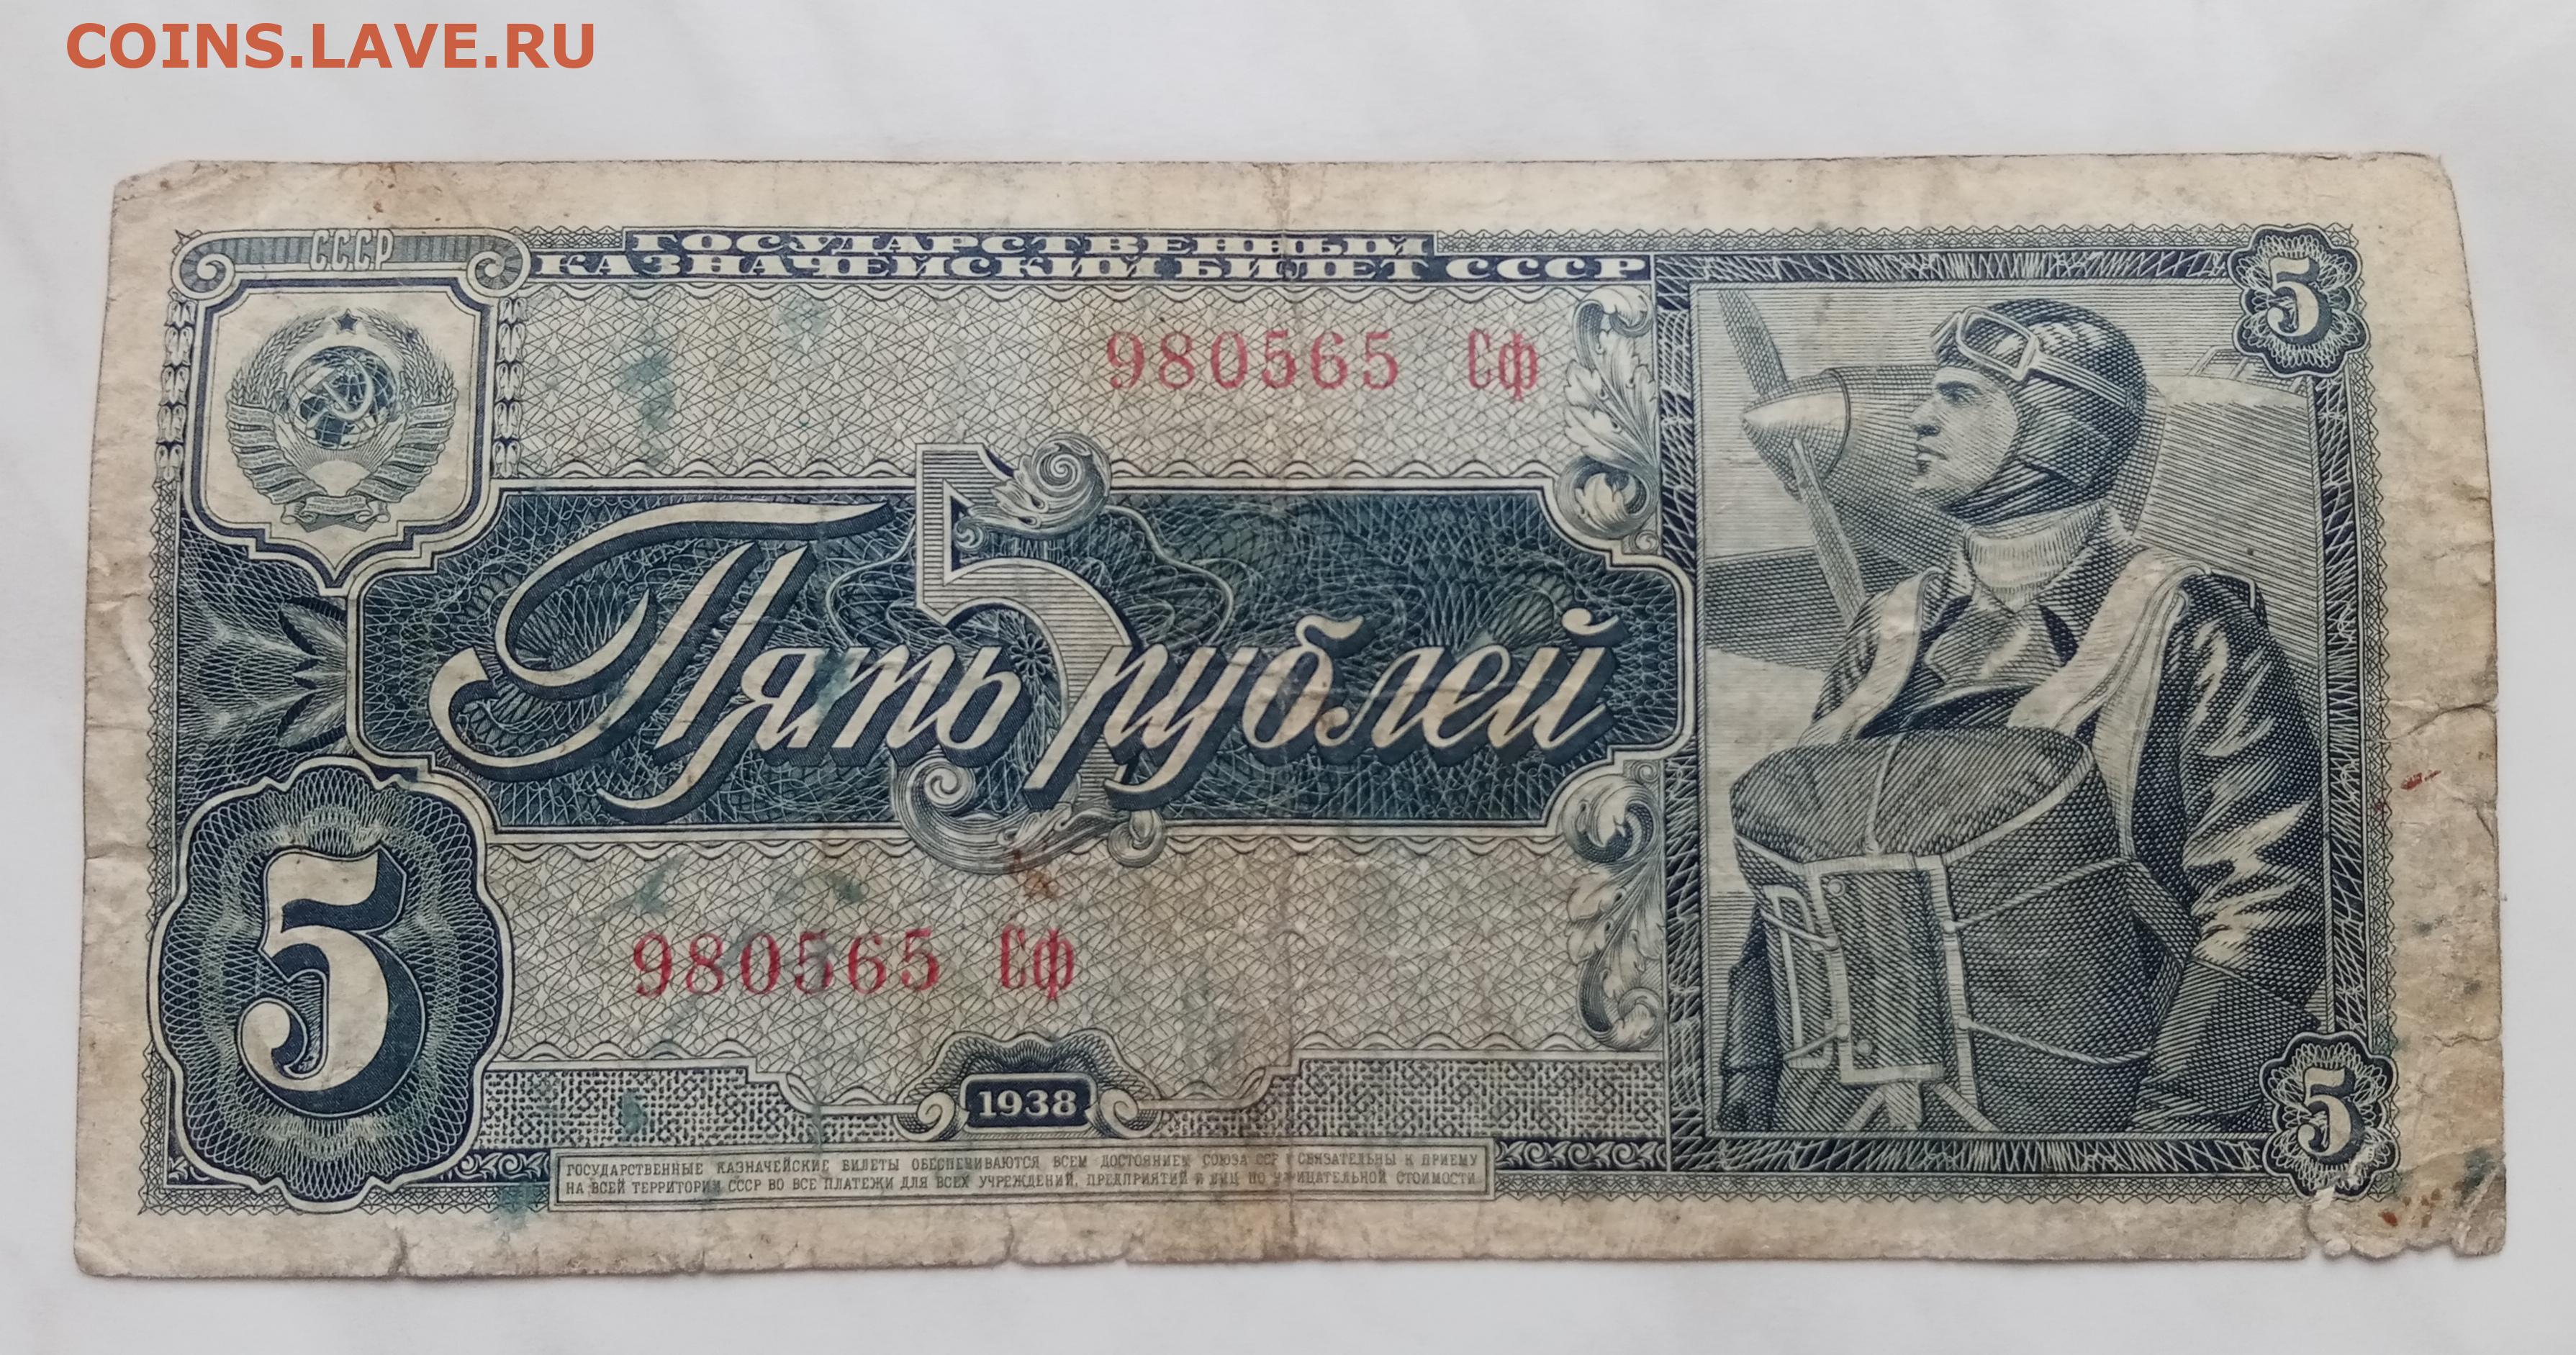 COINS.LAVE.RU
СССР
ГОСУДАРСТВЕННЫЙ
КАЗНАЧЕЙСКИЙ БИЛЕТ СССР
5
980565 Сф
5
Пять рублей
5
980565 Сф
1938
5
ГОСУДАРСТВЕННЫЕ КАЗНАЧЕЙСКИЕ БИЛЕТЫ ОБЕСПЕЧИВАЮТСЯ ВСЕМ ДОСТОЯНИЕМ СОЮЗА ССР И ОБЯЗАТЕЛЬНЫ К ПРИЕМУ
НА ВСЕЙ ТЕРРИТОРИИ СССР ВО ВСЕ ПЛАТЕЖИ ДЛЯ ВСЕХ УЧРЕЖДЕНИЙ, ПРЕДПРИЯТИЙ И ЛИЦ ПО НАРИЦАТЕЛЬНОЙ СТОИМОСТИ